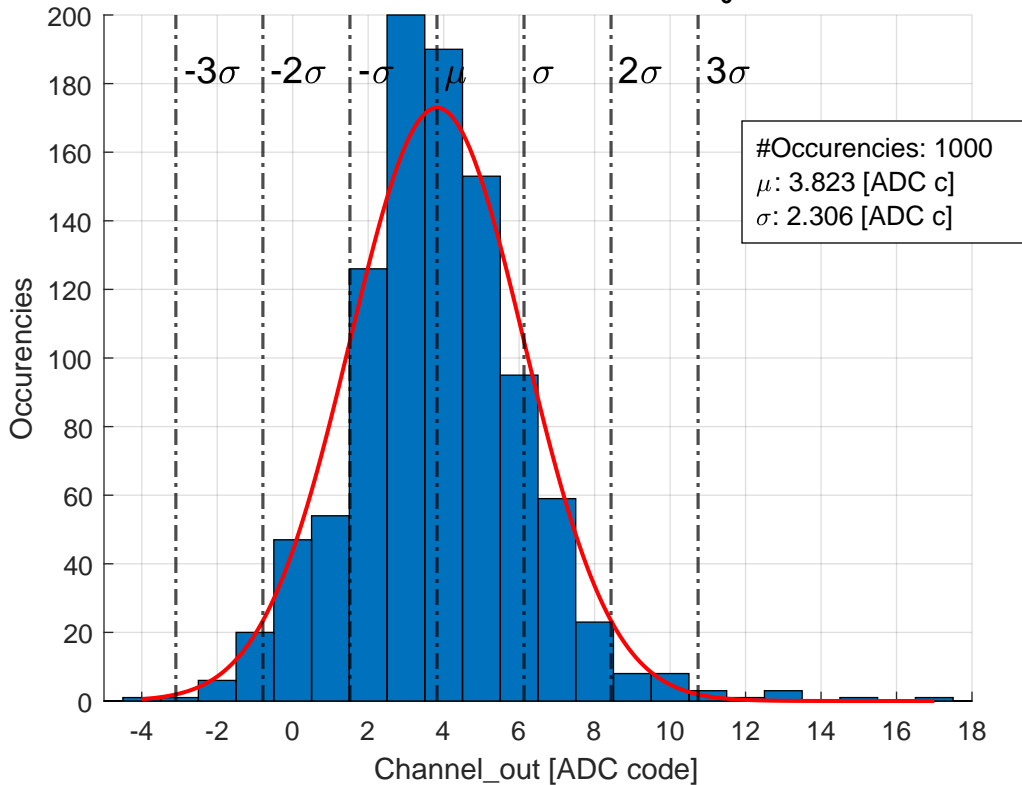 200
180
160
140
120
100
80
60
40
20
0
-3σ -2σ -σ μ σ 2σ 3σ
#Occurencies: 1000
μ: 3.823 [ADC c]
σ: 2.306 [ADC c]
Occurencies
-4 -2 0 2 4 6 8 10 12 14 16 18
Channel_out [ADC code]